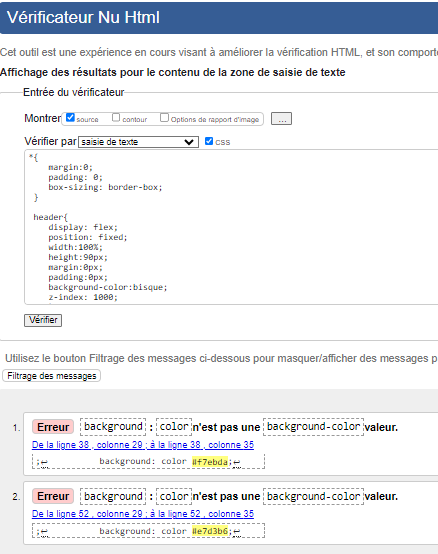 Vérificateur Nu Html
Cet outil est une expérience en cours visant à améliorer la vérification HTML, et son comporte
Affichage des résultats pour le contenu de la zone de saisie de texte
Entrée du vérificateur
Montrer source contour Options de rapport d'image ...
Vérifier par saisie de texte CSS
*{
margin:0;
padding: 0;
box-sizing: border-box;
}
header{
display: flex;
position: fixed;
width:100%;
height:90px;
margin:0px;
padding:0px;
background-color:bisque;
z-index: 1000;
Vérifier
Utilisez le bouton Filtrage des messages ci-dessous pour masquer/afficher des messages p
Filtrage des messages
1. Erreur background : color n'est pas une background-color valeur.
De la ligne 38 , colonne 29 ; à la ligne 38 , colonne 35
;↩ background: color #f7ebda;↩
2. Erreur background : color n'est pas une background-color valeur.
De la ligne 52 , colonne 29 ; à la ligne 52 , colonne 35
;↩ background: color #e7d3b6;↩